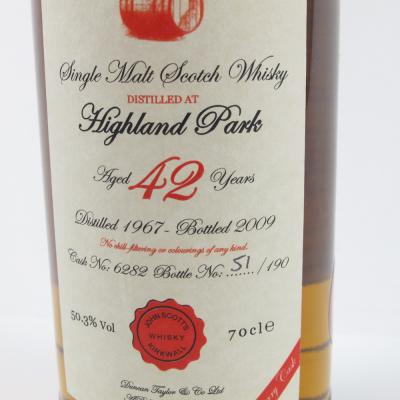 Single Malt Scotch Whisky
DISTILLED AT
Highland Park
Aged 42 Years
Distilled 1967 - Bottled 2009
No chill-filtering or colourings of any kind.
Cask No: 6282 Bottle No: 51 /190
50.3% Vol
JOHN SCOTT'S
WHISKY
KIRKWALL
70cl e
Duncan Taylor & Co Ltd
Cask